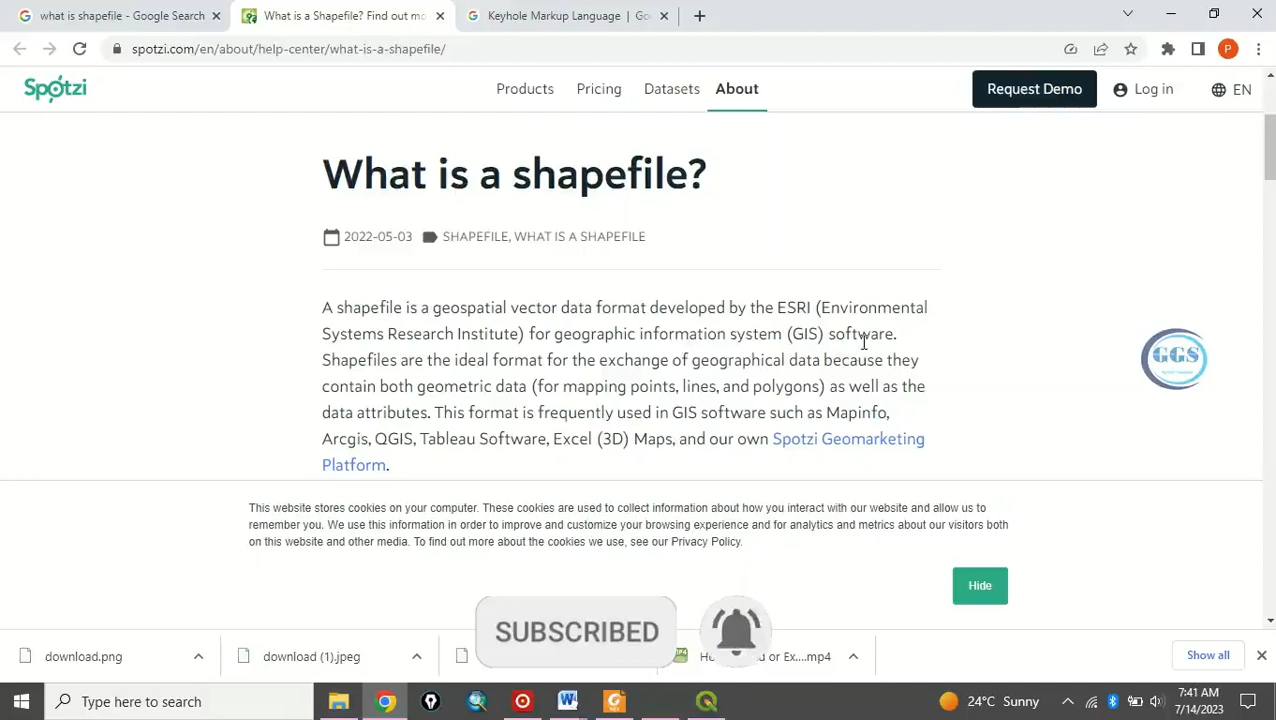 what is shapefile - Google Search
What is a Shapefile? Find out mo
Keyhole Markup Language | Go
spotzi.com/en/about/help-center/what-is-a-shapefile/
P
Spotzi
Products
Pricing
Datasets
About
Request Demo
Log in
EN
What is a shapefile?
2022-05-03
SHAPEFILE, WHAT IS A SHAPEFILE
A shapefile is a geospatial vector data format developed by the ESRI (Environmental
Systems Research Institute) for geographic information system (GIS) software.
Shapefiles are the ideal format for the exchange of geographical data because they
contain both geometric data (for mapping points, lines, and polygons) as well as the
data attributes. This format is frequently used in GIS software such as Mapinfo,
Arcgis, QGIS, Tableau Software, Excel (3D) Maps, and our own Spotzi Geomarketing
Platform.
GGS
This website stores cookies on your computer. These cookies are used to collect information about how you interact with our website and allow us to
remember you. We use this information in order to improve and customize your browsing experience and for analytics and metrics about our visitors both
on this website and other media. To find out more about the cookies we use, see our Privacy Policy.
Hide
SUBSCRIBED
download.png
download (1).jpeg
d or Ex....mp4
Show all
Type here to search
24°C Sunny
7:41 AM
7/14/2023